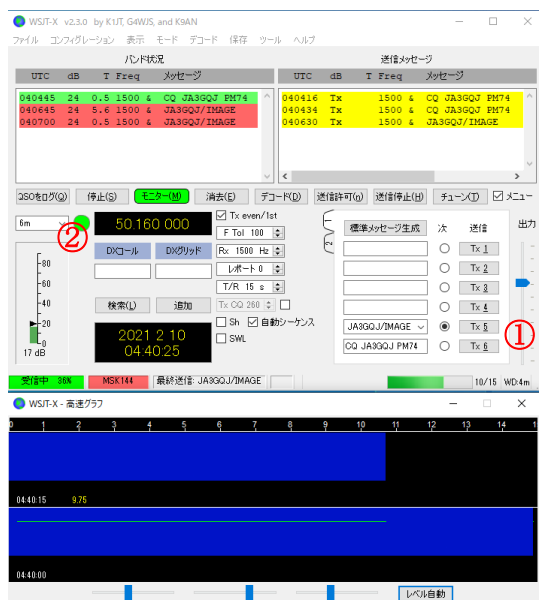 WSJT-X v2.3.0 by K1JT, G4WJS, and K9AN
ファイル コンフィグレーション 表示 モード デコード 保存 ツール ヘルプ
バンド状況 送信メッセージ
UTC dB T Freq メッセージ UTC dB T Freq メッセージ
040445 24 0.5 1500 & CQ JA3GQJ PM74 040416 Tx 1500 & CQ JA3GQJ PM74
040645 24 5.6 1500 & JA3GQJ/IMAGE 040434 Tx 1500 & CQ JA3GQJ PM74
040700 24 0.5 1500 & JA3GQJ/IMAGE 040630 Tx 1500 & JA3GQJ/IMAGE
QSOをログ(Q) 停止(S) モニター(M) 消去(E) デコード(D) 送信許可(n) 送信停止(H) チューン(T) メニュー
6m ② 50.160 000 Tx even/1st 1 標準メッセージ生成 次 送信 出力
F Tol 100
DXコール DXグリッド Rx 1500 Hz 2 Tx 1
-80 レポート 0 Tx 2
-60 T/R 15 s Tx 3
-40 検索(L) 追加 Tx CQ 260 Tx 4
-20 2021 2 10 Sh 自動シーケンス JA3GQJ/IMAGE Tx 5 ①
-0 04:40:25 SWL CQ JA3GQJ PM74 Tx 6
17 dB
受信中 30% MSK144 最終送信: JA3GQJ/IMAGE 10/15 WD:4m
WSJT-X - 高速グラフ
0 1 2 3 4 5 6 7 8 9 10 11 12 13 14 1
04:40:15 9.75
04:40:00
レベル自動